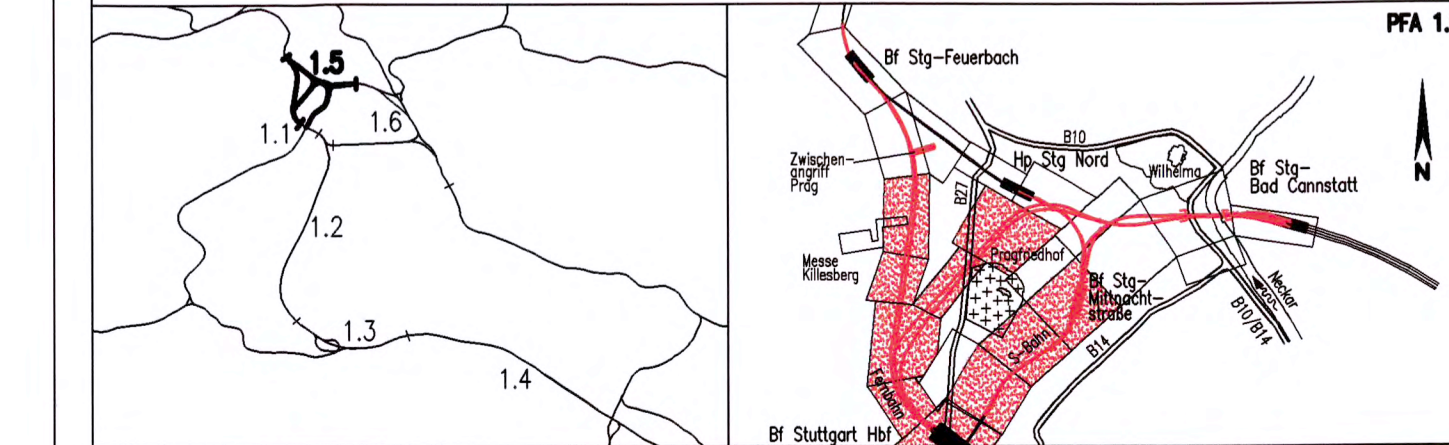 1.5
1.1
1.6
1.2
1.3
1.4
PFA 1.
Bf Stg-Feuerbach
B10
Zwischen-
angriff
Prag
Hp Stg Nord
Wilhelma
Bf Stg-
Bad Cannstatt
N
B27
Messe
Killesberg
Pragfriedhof
Bf Stg-
Mittnacht-
straße
Neckar
B10/B14
S-Bahn
B14
Fernbahn
Bf Stuttgart Hbf